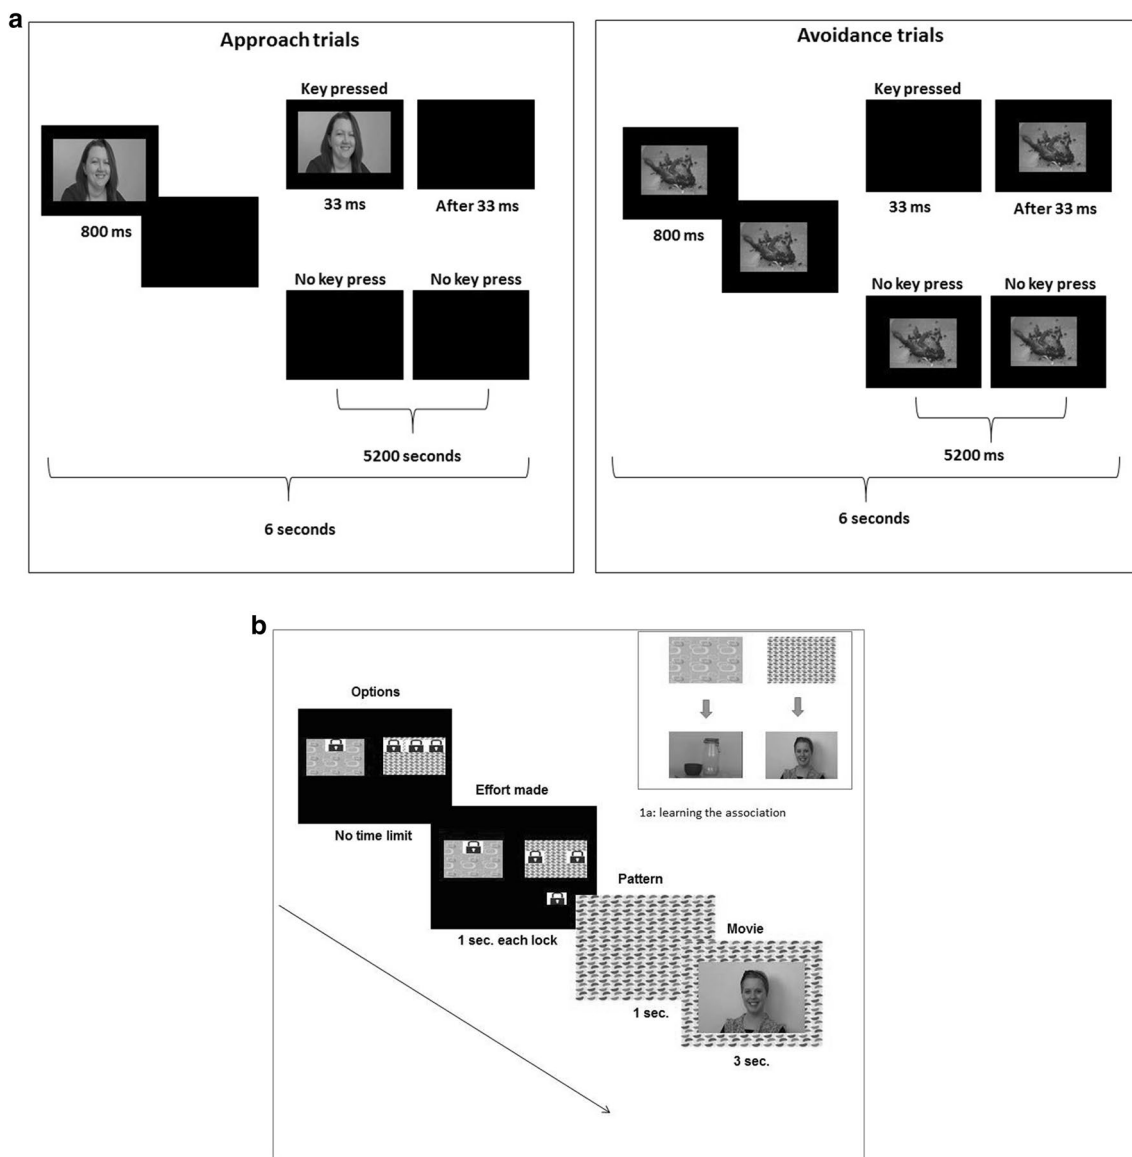 a
Approach trials
Key pressed
800 ms
33 ms
After 33 ms
No key press
No key press
5200 seconds
6 seconds
Avoidance trials
Key pressed
800 ms
33 ms
After 33 ms
No key press
No key press
5200 ms
6 seconds
b
Options
No time limit
Effort made
1 sec. each lock
Pattern
1 sec.
Movie
3 sec.
1a: learning the association